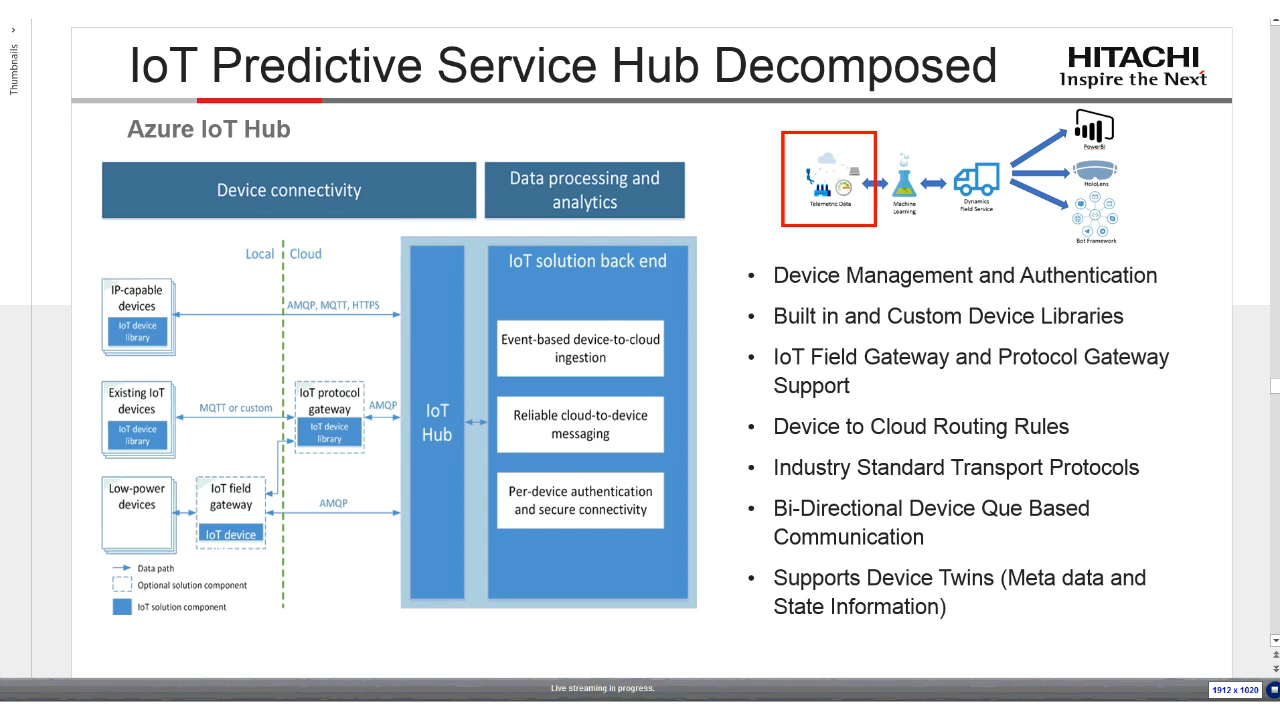 Thumbnails
IoT Predictive Service Hub Decomposed
HITACHI
Inspire the Next
Azure IoT Hub
Device connectivity
Data processing and
analytics
Local
Cloud
IP-capable
devices
IoT device
library
AMQP, MQTT, HTTPS
Existing IoT
devices
IoT device
library
MQTT or custom
IoT protocol
gateway
IoT device
library
AMQP
Low-power
devices
IoT field
gateway
IoT device
AMQP
IoT
Hub
IoT solution back end
Event-based device-to-cloud
ingestion
Reliable cloud-to-device
messaging
Per-device authentication
and secure connectivity
Data path
Optional solution component
IoT solution component
Telemetric Data
Machine
Learning
Dynamics
Field Service
PowerBI
HoloLens
Bot Framework
• Device Management and Authentication
• Built in and Custom Device Libraries
• IoT Field Gateway and Protocol Gateway
Support
• Device to Cloud Routing Rules
• Industry Standard Transport Protocols
• Bi-Directional Device Que Based
Communication
• Supports Device Twins (Meta data and
State Information)
Live streaming in progress.
1912 x 1020